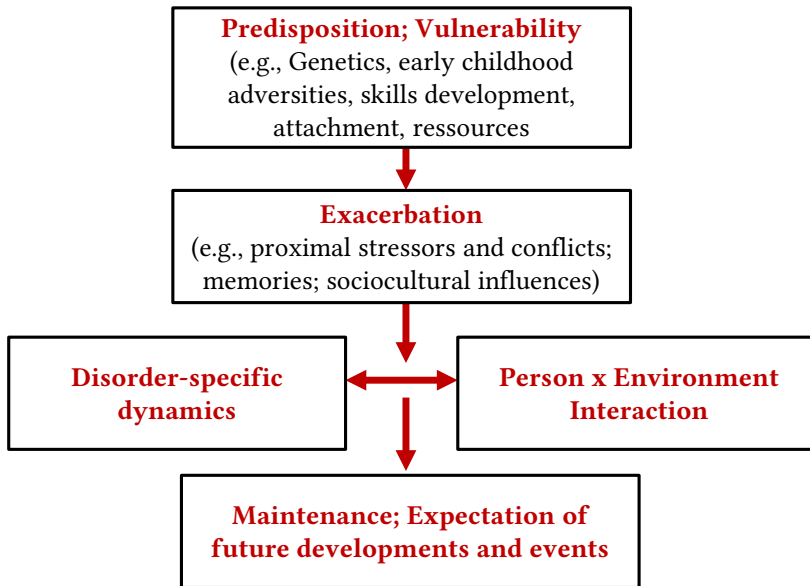 Predisposition; Vulnerability
(e.g., Genetics, early childhood
adversities, skills development,
attachment, ressources
Exacerbation
(e.g., proximal stressors and conflicts;
memories; sociocultural influences)
Disorder-specific
dynamics
Person x Environment
Interaction
Maintenance; Expectation of
future developments and events